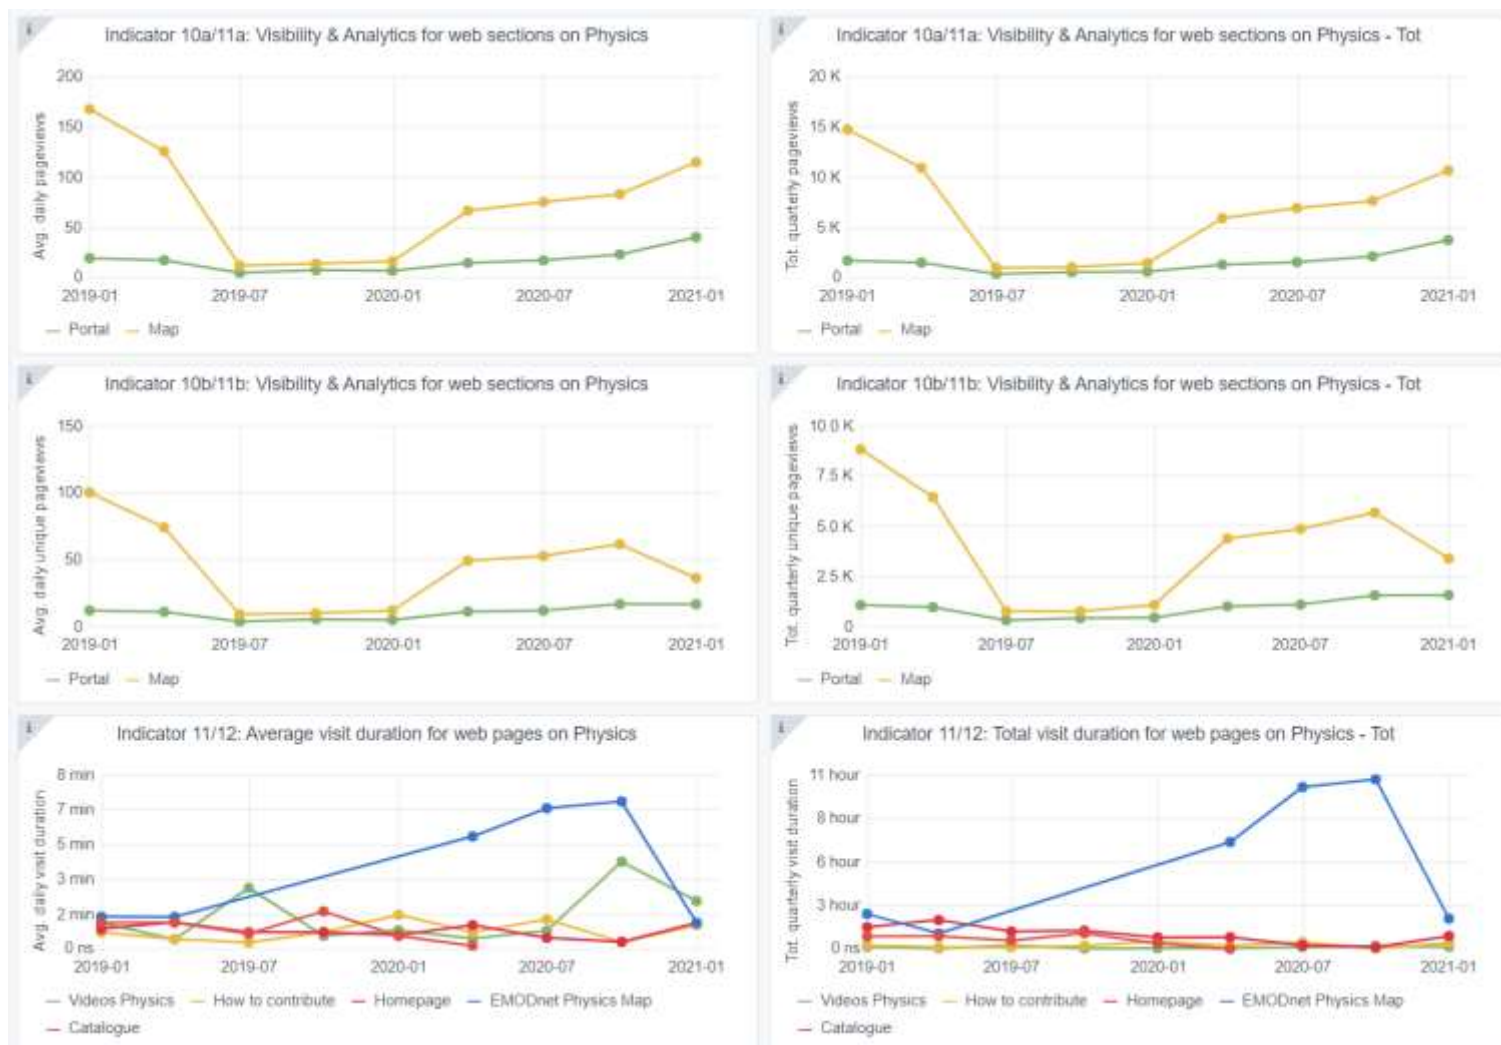 Indicator 10a/11a: Visibility & Analytics for web sections on Physics
Avg. daily pageviews
200
150
100
50
0
2019-01 2019-07 2020-01 2020-07 2021-01
Portal Map
Indicator 10a/11a: Visibility & Analytics for web sections on Physics - Tot
Tot. quarterly pageviews
20 K
15 K
10 K
5 K
0
2019-01 2019-07 2020-01 2020-07 2021-01
Portal Map
Indicator 10b/11b: Visibility & Analytics for web sections on Physics
Avg. daily unique pageviews
150
100
50
0
2019-01 2019-07 2020-01 2020-07 2021-01
Portal Map
Indicator 10b/11b: Visibility & Analytics for web sections on Physics - Tot
Tot. quarterly unique pageviews
10.0 K
7.5 K
5.0 K
2.5 K
0
2019-01 2019-07 2020-01 2020-07 2021-01
Portal Map
Indicator 11/12: Average visit duration for web pages on Physics
Avg. daily visit duration
8 min
7 min
5 min
3 min
2 min
0 ns
2019-01 2019-07 2020-01 2020-07 2021-01
Videos Physics How to contribute Homepage EMODnet Physics Map
Catalogue
Indicator 11/12: Total visit duration for web pages on Physics - Tot
Tot. quarterly visit duration
11 hour
8 hour
6 hour
3 hour
0 ns
2019-01 2019-07 2020-01 2020-07 2021-01
Videos Physics How to contribute Homepage EMODnet Physics Map
Catalogue